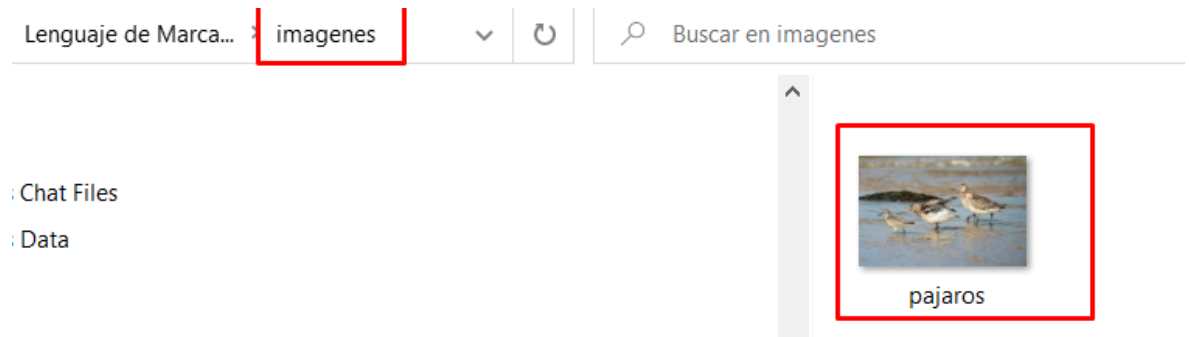 Lenguaje de Marca... imagenes
Buscar en imagenes
Chat Files
Data
pajaros